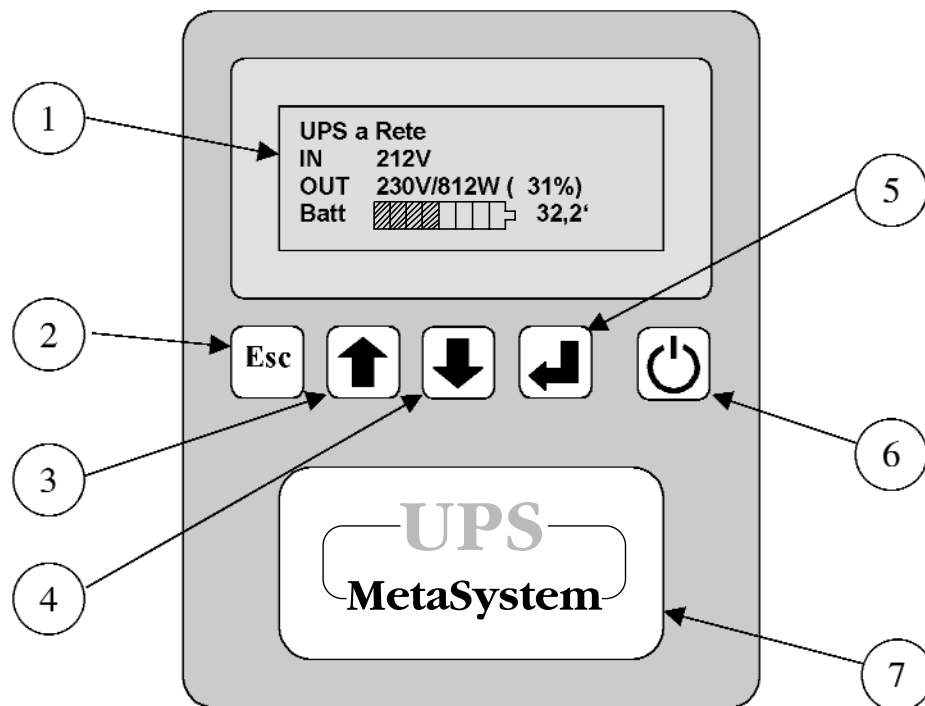 1
UPS a Rete
IN 212V
OUT 230V/812W ( 31%)
Batt 32,2‘
5
2
Esc
3
6
4
UPS
MetaSystem
7